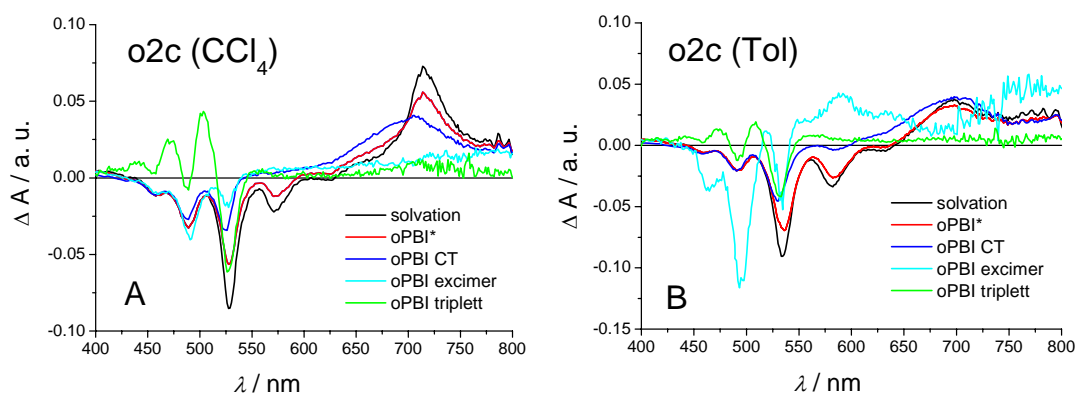 o2c (CCl4)
0.10
0.05
0.00
-0.05
-0.10
Δ A / a. u.
A
solvation
oPBI*
oPBI CT
oPBI excimer
oPBI triplett
400 450 500 550 600 650 700 750 800
λ / nm
o2c (Tol)
0.10
0.05
0.00
-0.05
-0.10
-0.15
Δ A / a. u.
B
solvation
oPBI*
oPBI CT
oPBI excimer
oPBI triplett
400 450 500 550 600 650 700 750 800
λ / nm